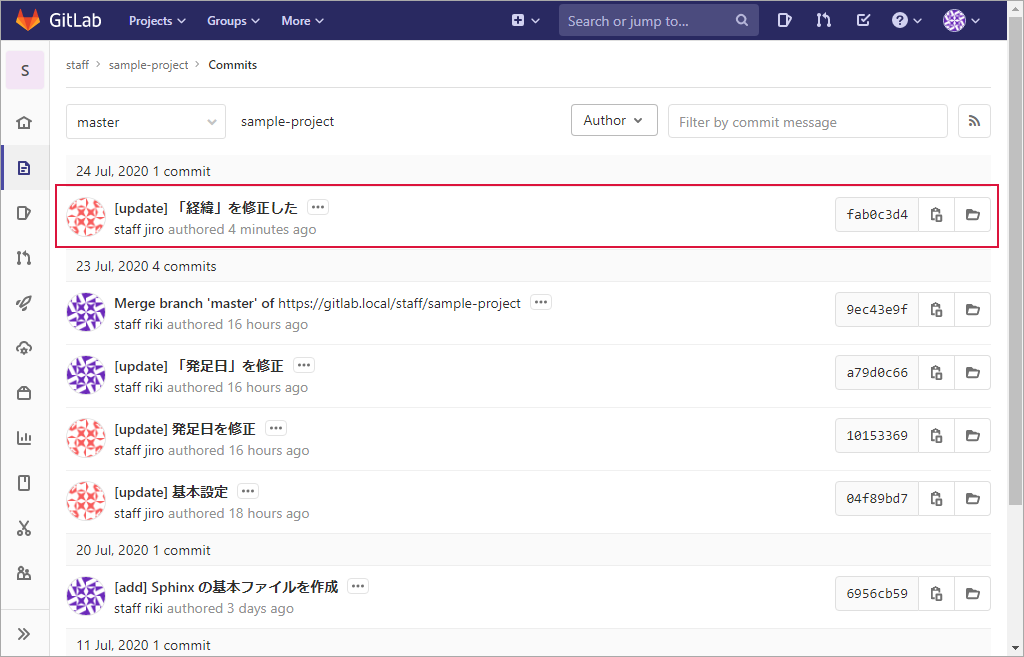 GitLab Projects Groups More Search or jump to...
S
staff > sample-project > Commits
master sample-project Author Filter by commit message
24 Jul, 2020 1 commit
[update] 「経緯」を修正した ···
fab0c3d4
staff jiro authored 4 minutes ago
23 Jul, 2020 4 commits
Merge branch 'master' of https://gitlab.local/staff/sample-project ···
9ec43e9f
staff riki authored 16 hours ago
[update] 「発足日」を修正 ···
a79d0c66
staff riki authored 16 hours ago
[update] 発足日を修正 ···
10153369
staff jiro authored 16 hours ago
[update] 基本設定 ···
04f89bd7
staff jiro authored 18 hours ago
20 Jul, 2020 1 commit
[add] Sphinx の基本ファイルを作成 ···
6956cb59
staff riki authored 3 days ago
11 Jul, 2020 1 commit